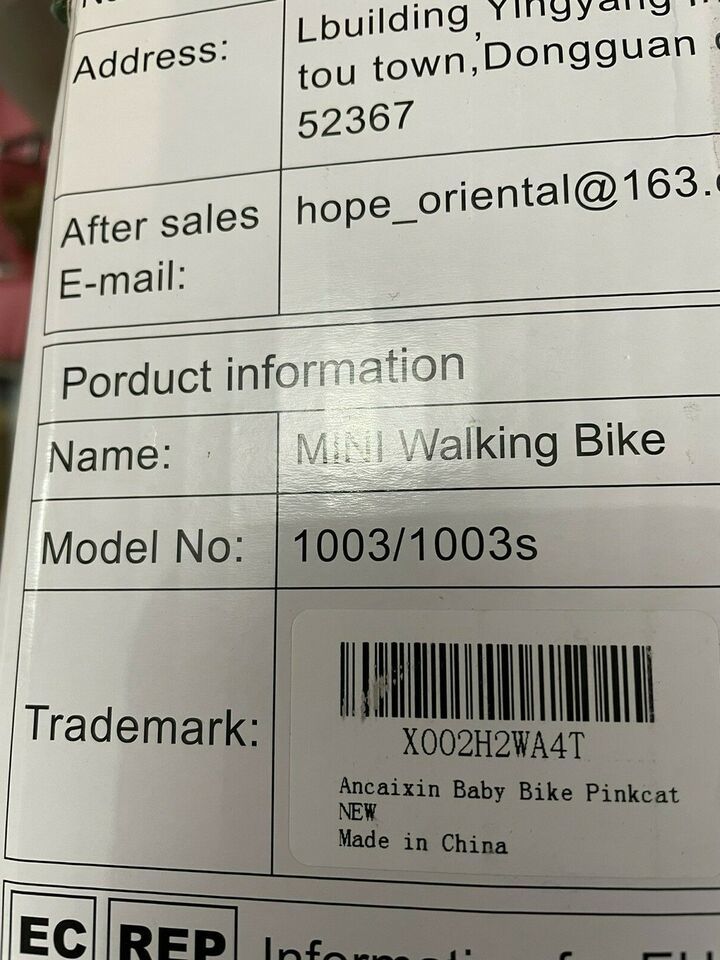 Address:
Lbuilding,Yingyang
tou town,Dongguan
52367
After sales
E-mail:
hope_oriental@163.
Porduct information
Name:
MINI Walking Bike
Model No:
1003/1003s
Trademark:
X002H2WA4T
Ancaixin Baby Bike Pinkcat
NEW
Made in China
EC REP